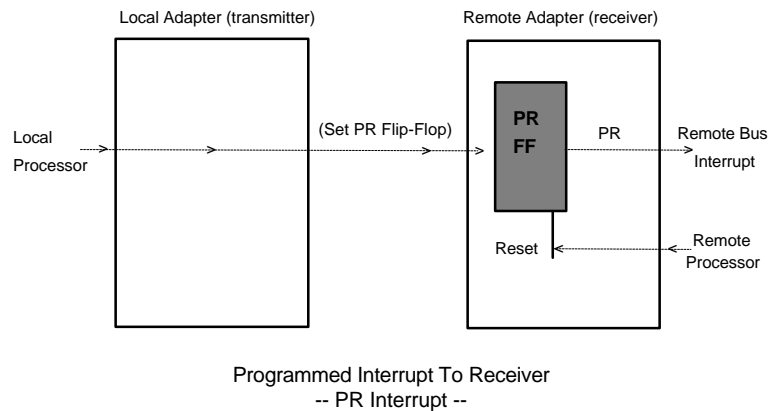 Local Adapter (transmitter)
Remote Adapter (receiver)
Local
Processor
(Set PR Flip-Flop)
PR
FF
PR
Remote Bus
Interrupt
Reset
Remote
Processor
Programmed Interrupt To Receiver
-- PR Interrupt --